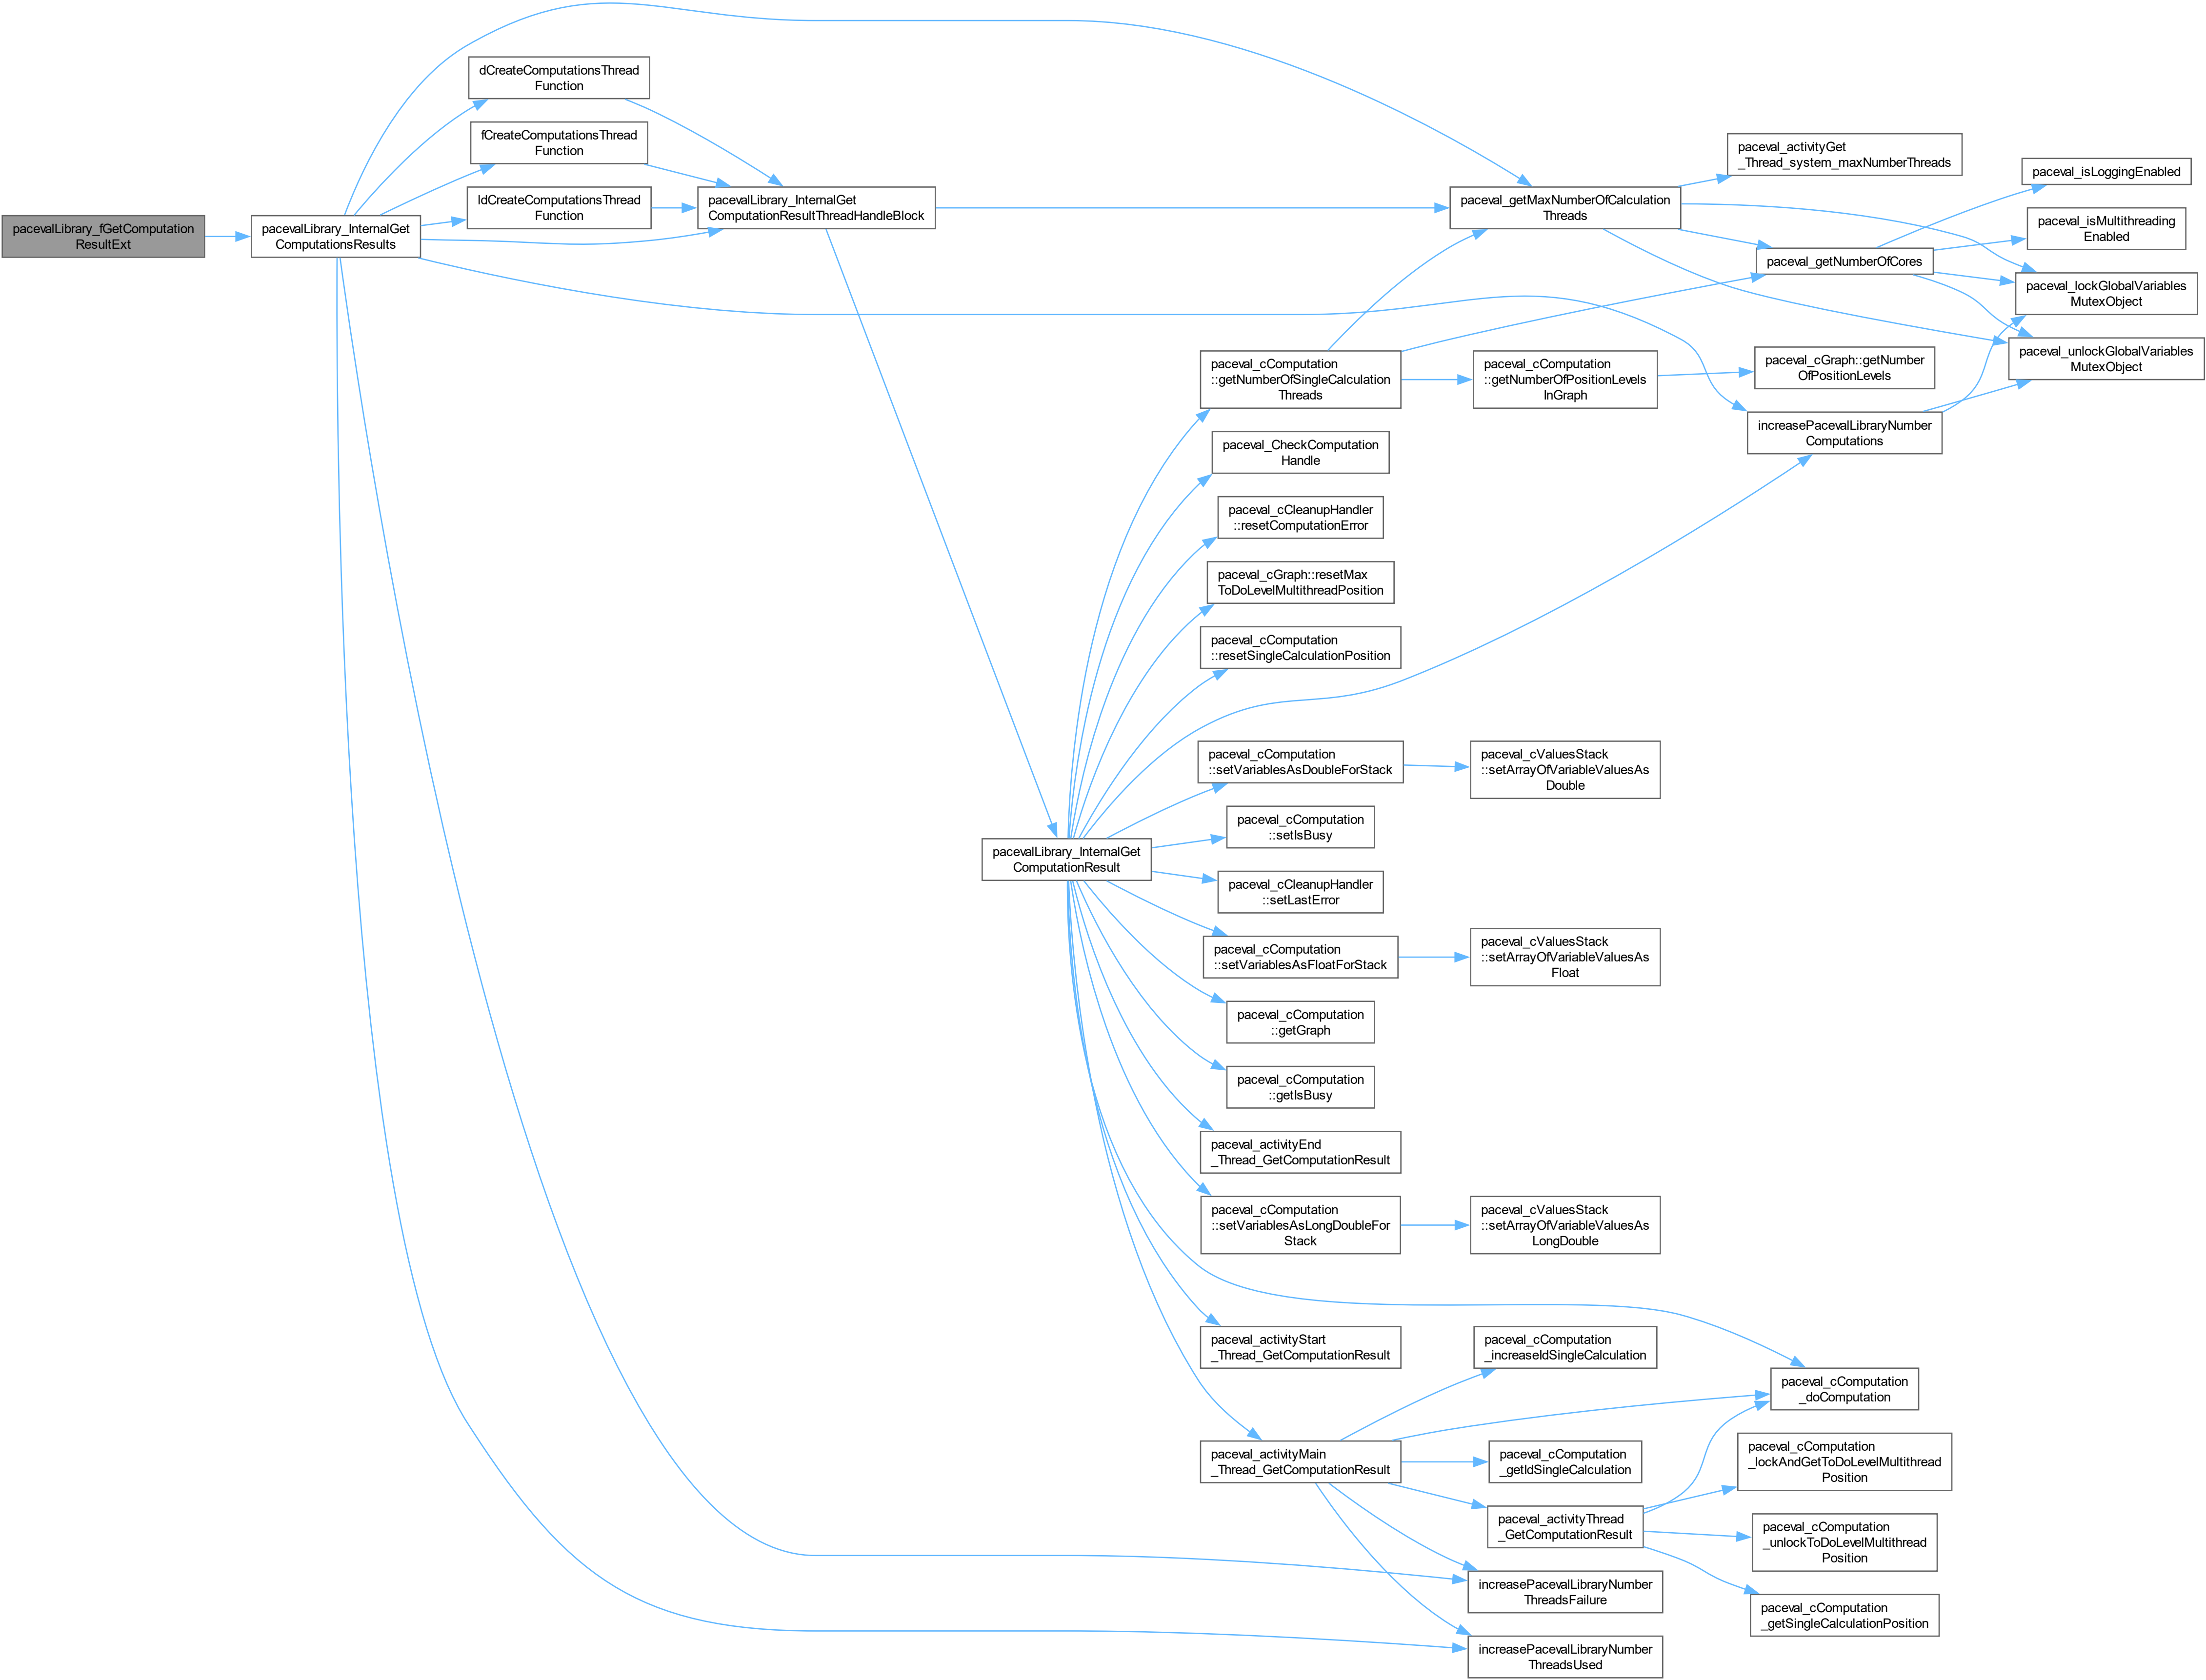 pacevalLibrary_fGetComputation
ResultExt
pacevalLibrary_InternalGet
ComputationsResults
dCreateComputationsThread
Function
fCreateComputationsThread
Function
ldCreateComputationsThread
Function
pacevalLibrary_InternalGet
ComputationResultThreadHandleBlock
pacevalLibrary_InternalGet
ComputationResult
paceval_cComputation
::getNumberOfSingleCalculation
Threads
paceval_CheckComputation
Handle
paceval_cCleanupHandler
::resetComputationError
paceval_cGraph::resetMax
ToDoLevelMultithreadPosition
paceval_cComputation
::resetSingleCalculationPosition
paceval_cComputation
::setVariablesAsDoubleForStack
paceval_cComputation
::setIsBusy
paceval_cCleanupHandler
::setLastError
paceval_cComputation
::setVariablesAsFloatForStack
paceval_cComputation
::getGraph
paceval_cComputation
::getIsBusy
paceval_activityEnd
_Thread_GetComputationResult
paceval_cComputation
::setVariablesAsLongDoubleFor
Stack
paceval_activityStart
_Thread_GetComputationResult
paceval_activityMain
_Thread_GetComputationResult
paceval_getMaxNumberOfCalculation
Threads
paceval_cComputation
::getNumberOfPositionLevels
InGraph
paceval_cValuesStack
::setArrayOfVariableValuesAs
Double
paceval_cValuesStack
::setArrayOfVariableValuesAs
Float
paceval_cValuesStack
::setArrayOfVariableValuesAs
LongDouble
paceval_cComputation
_increaseIdSingleCalculation
paceval_cComputation
_getIdSingleCalculation
paceval_activityThread
_GetComputationResult
increasePacevalLibraryNumber
ThreadsFailure
increasePacevalLibraryNumber
ThreadsUsed
paceval_activityGet
_Thread_system_maxNumberThreads
paceval_getNumberOfCores
paceval_cGraph::getNumber
OfPositionLevels
increasePacevalLibraryNumber
Computations
paceval_cComputation
_doComputation
paceval_cComputation
_lockAndGetToDoLevelMultithread
Position
paceval_cComputation
_unlockToDoLevelMultithread
Position
paceval_cComputation
_getSingleCalculationPosition
paceval_isLoggingEnabled
paceval_isMultithreading
Enabled
paceval_lockGlobalVariables
MutexObject
paceval_unlockGlobalVariables
MutexObject